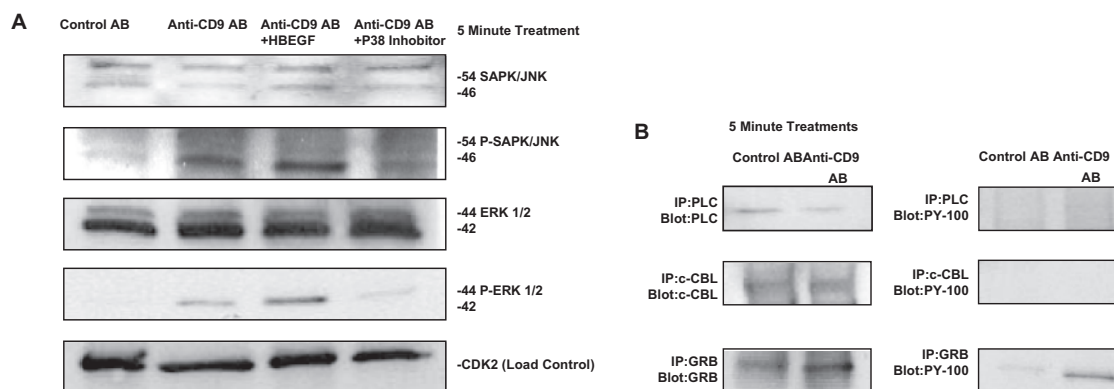 A
Control AB
Anti-CD9 AB
Anti-CD9 AB
+HBEGF
Anti-CD9 AB
+P38 Inhobitor
5 Minute Treatment
-54 SAPK/JNK
-46
-54 P-SAPK/JNK
-46
-44 ERK 1/2
-42
-44 P-ERK 1/2
-42
-CDK2 (Load Control)
B
5 Minute Treatments
Control ABAnti-CD9
AB
IP:PLC
Blot:PLC
IP:c-CBL
Blot:c-CBL
IP:GRB
Blot:GRB
Control AB Anti-CD9
AB
IP:PLC
Blot:PY-100
IP:c-CBL
Blot:PY-100
IP:GRB
Blot:PY-100